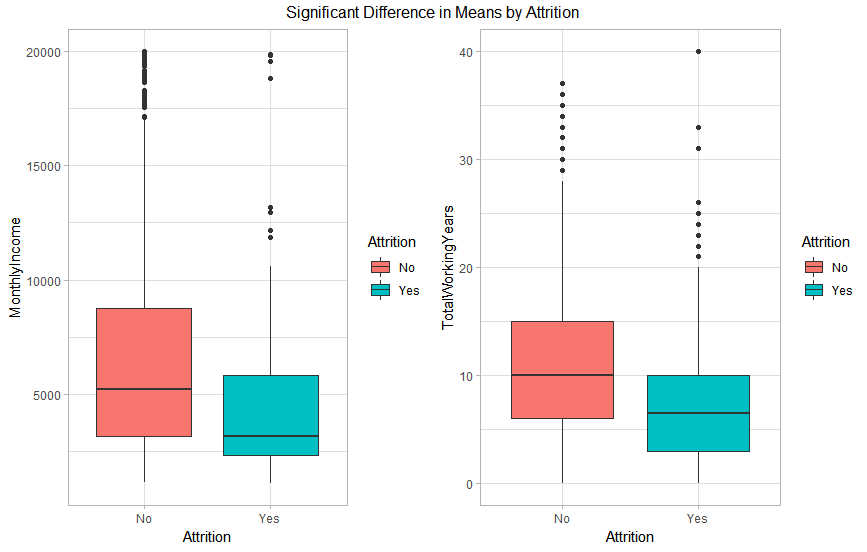 Significant Difference in Means by Attrition
MonthlyIncome
20000
15000
10000
5000
No
Yes
Attrition
Attrition
No
Yes
TotalWorkingYears
40
30
20
10
0
No
Yes
Attrition
Attrition
No
Yes